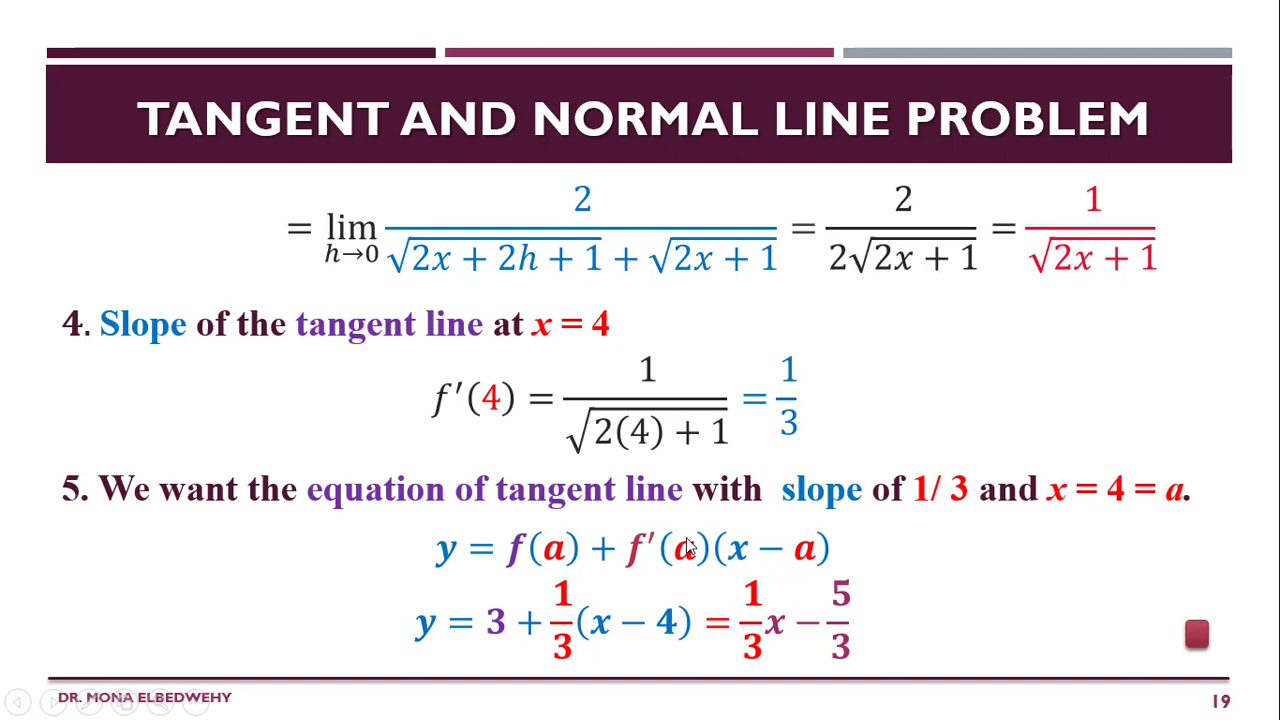 TANGENT AND NORMAL LINE PROBLEM
= lim h→0 2 / (√(2x + 2h + 1) + √(2x + 1)) = 2 / (2√(2x + 1)) = 1 / √(2x + 1)
4. Slope of the tangent line at x = 4
f′(4) = 1 / √(2(4) + 1) = 1/3
5. We want the equation of tangent line with slope of 1/ 3 and x = 4 = a.
y = f(a) + f′(a)(x − a)
y = 3 + 1/3 (x − 4) = 1/3 x − 5/3
DR. MONA ELBEDWEHY
19